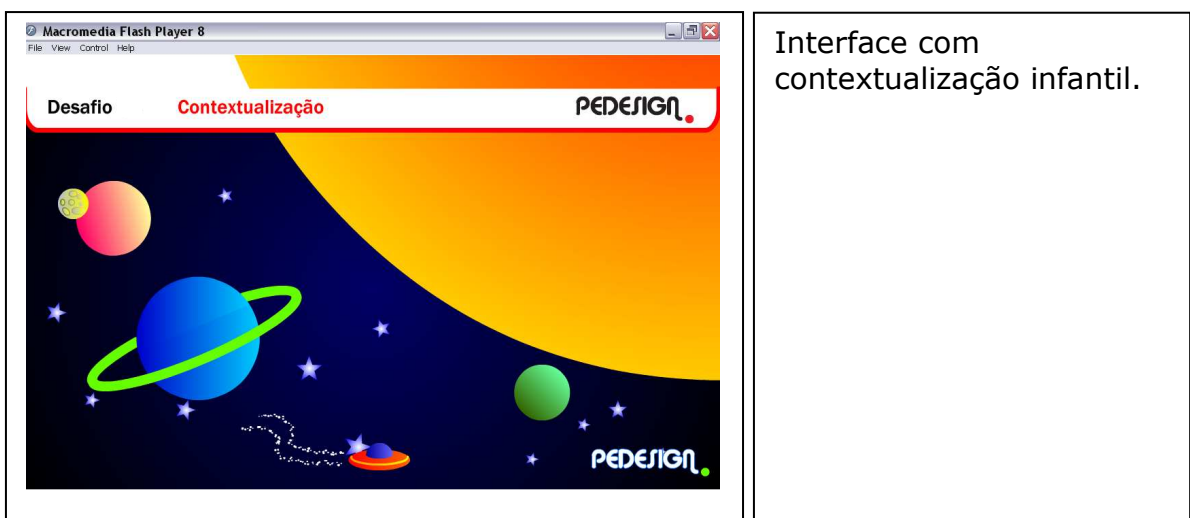 Macromedia Flash Player 8
File View Control Help
Desafio Contextualização PEDESIGN.
PEDESIGN.
Interface com
contextualização infantil.